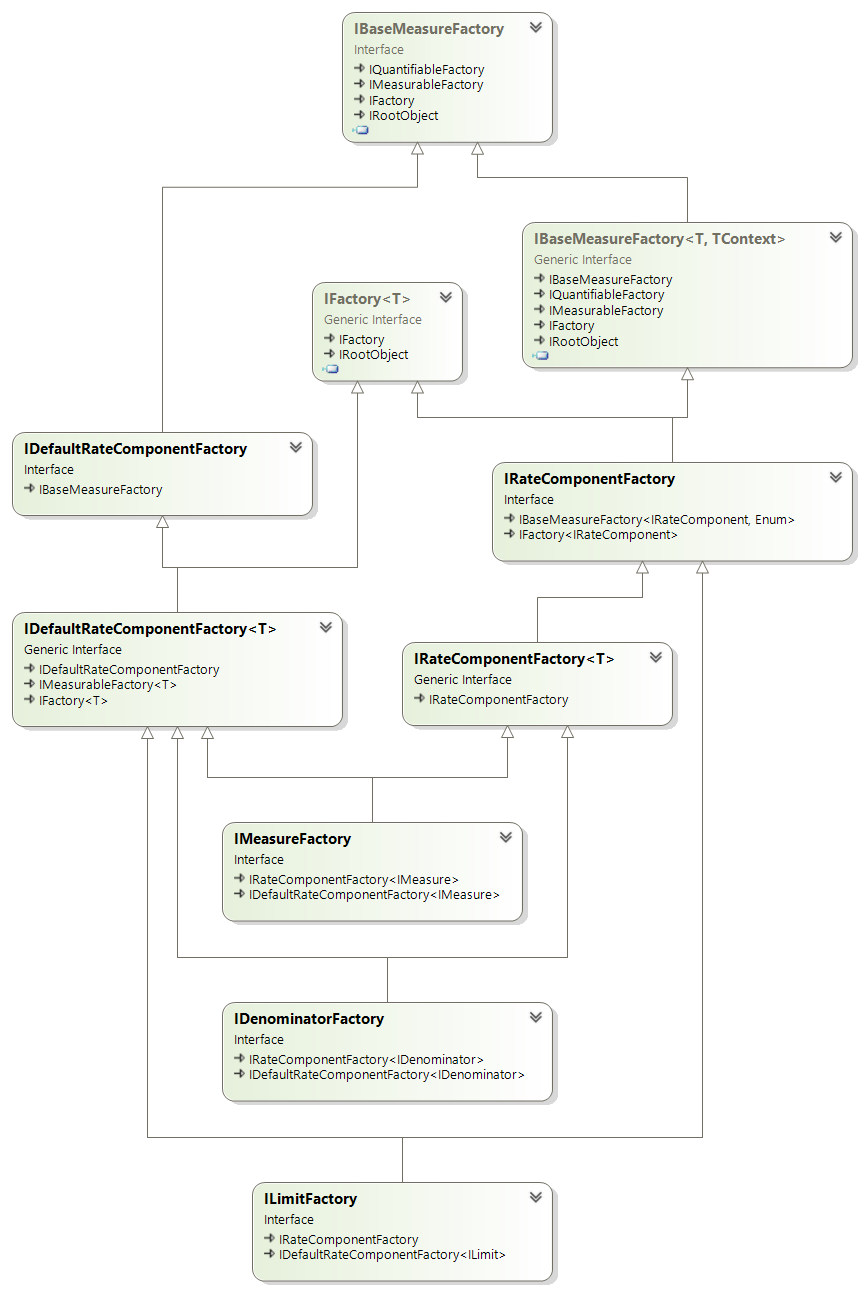 IBaseMeasureFactory
Interface
IQuantifiableFactory
IMeasurableFactory
IFactory
IRootObject
IBaseMeasureFactory<T, TContext>
Generic Interface
IBaseMeasureFactory
IQuantifiableFactory
IMeasurableFactory
IFactory
IRootObject
IFactory<T>
Generic Interface
IFactory
IRootObject
IDefaultRateComponentFactory
Interface
IBaseMeasureFactory
IRateComponentFactory
Interface
IBaseMeasureFactory<IRateComponent, Enum>
IFactory<IRateComponent>
IDefaultRateComponentFactory<T>
Generic Interface
IDefaultRateComponentFactory
IMeasurableFactory<T>
IFactory<T>
IRateComponentFactory<T>
Generic Interface
IRateComponentFactory
IMeasureFactory
Interface
IRateComponentFactory<IMeasure>
IDefaultRateComponentFactory<IMeasure>
IDenominatorFactory
Interface
IRateComponentFactory<IDenominator>
IDefaultRateComponentFactory<IDenominator>
ILimitFactory
Interface
IRateComponentFactory
IDefaultRateComponentFactory<ILimit>